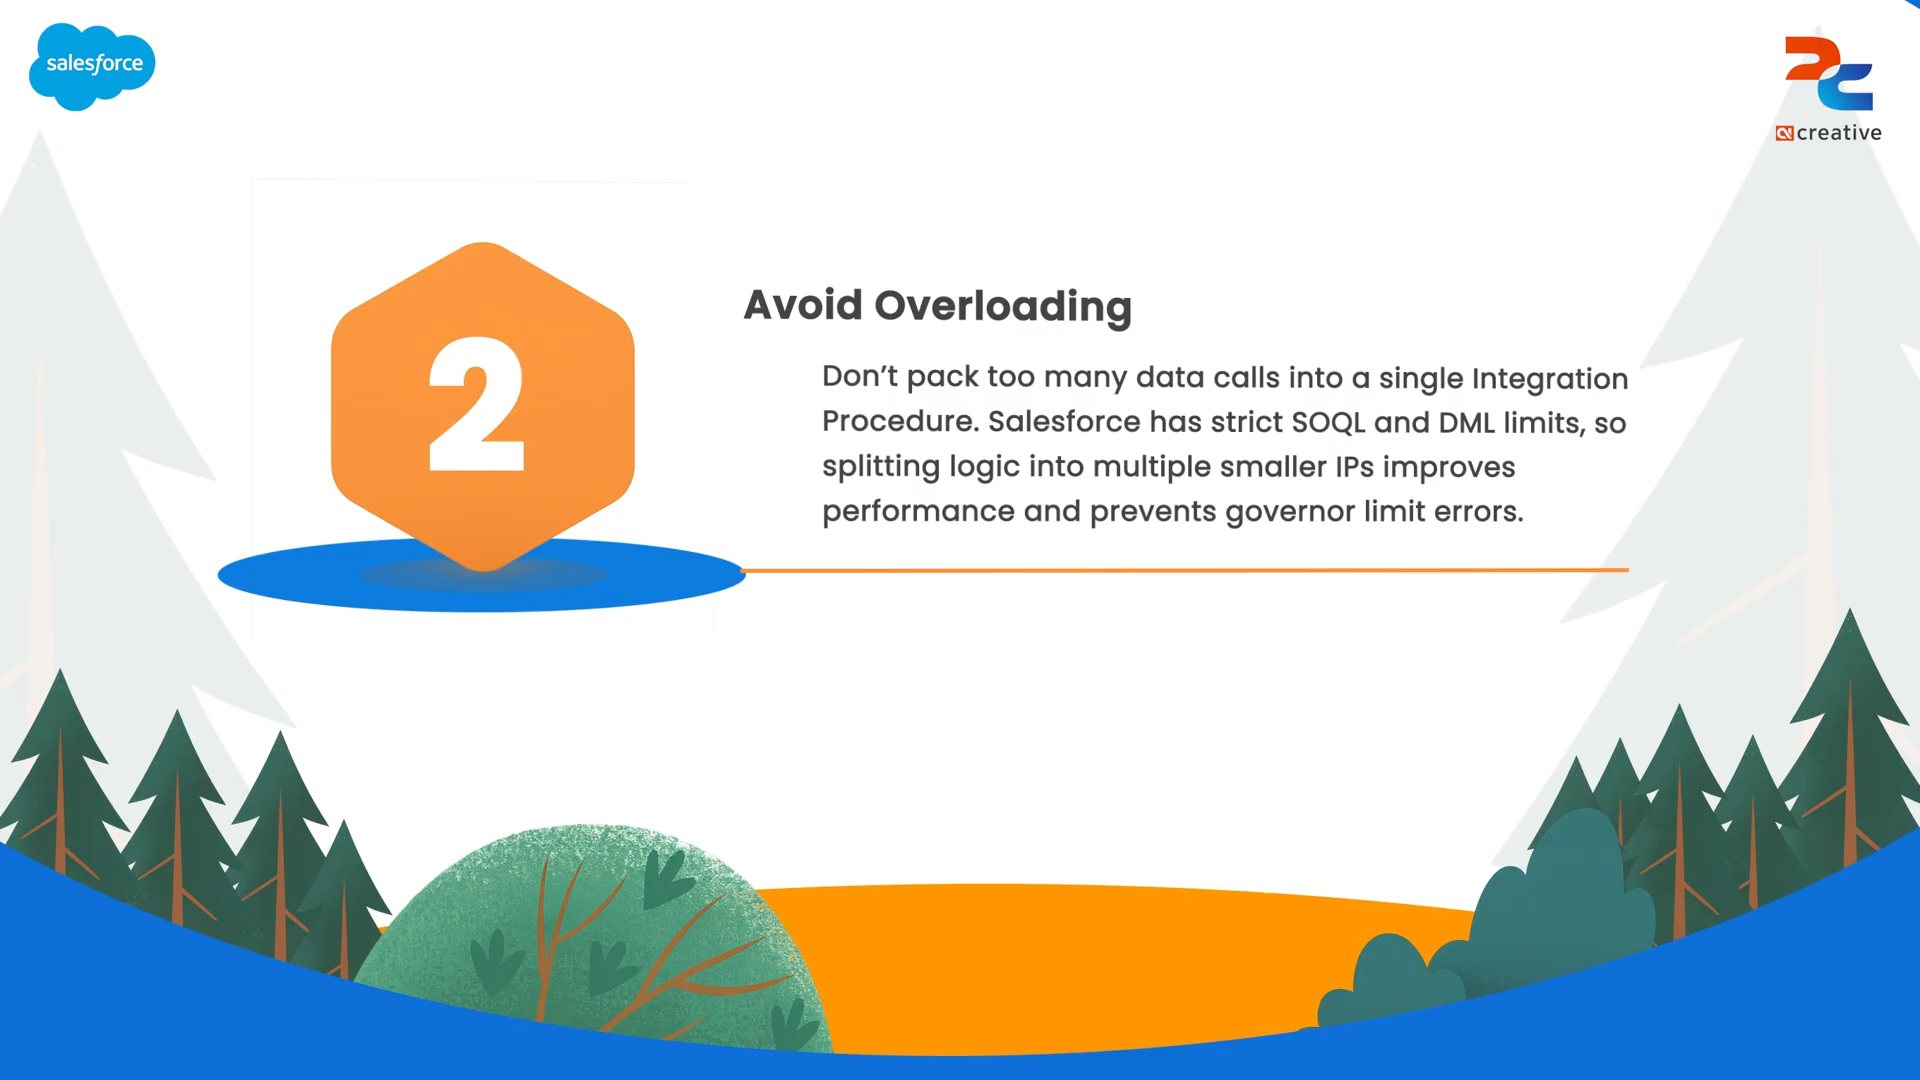 salesforce
creative
2
Avoid Overloading
Don't pack too many data calls into a single Integration
Procedure. Salesforce has strict SOQL and DML limits, so
splitting logic into multiple smaller IPs improves
performance and prevents governor limit errors.